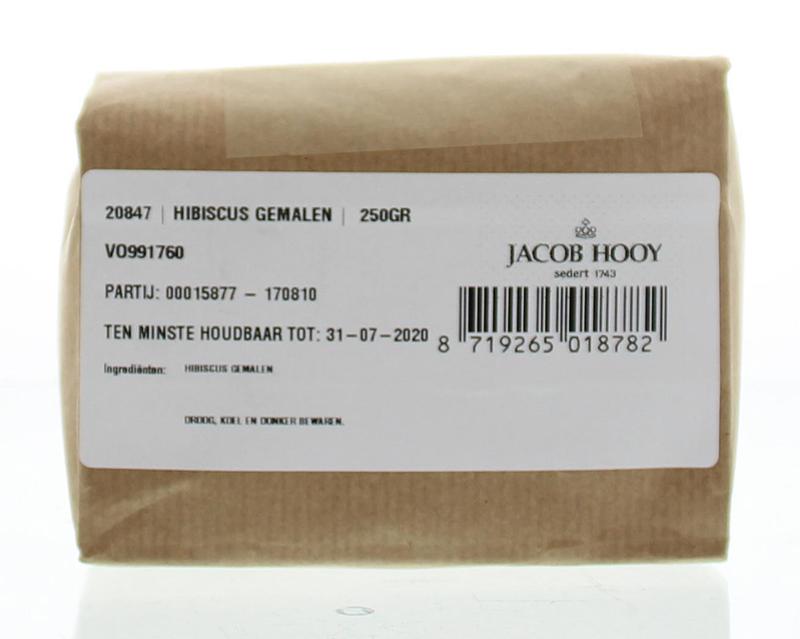 20847 | HIBISCUS GEMALEN | 250GR
VO991760
PARTIJ: 00015877 – 170810
TEN MINSTE HOUDBAAR TOT: 31–07–2020
Ingrediënten: HIBISCUS GEMALEN
DROOG, KOEL EN DONKER BEWAREN.
JACOB HOOY
sedert 1743
8 719265 018782